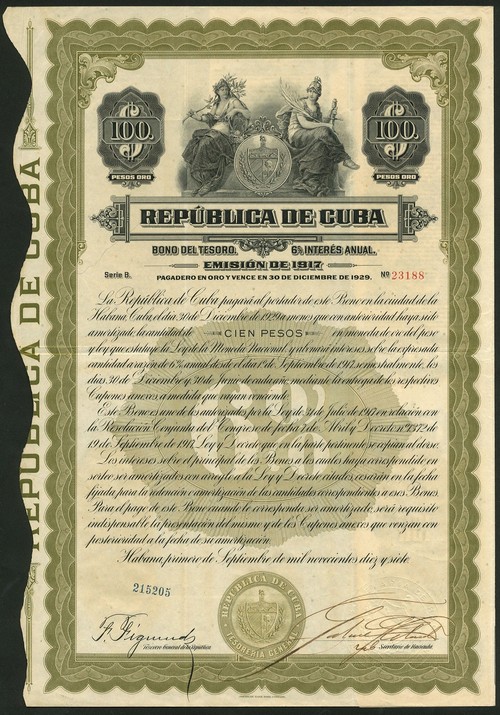 REPÚBLICA DE CUBA
100.
PESOS ORO
100.
PESOS ORO
REPÚBLICA DE CUBA
BONO DEL TESORO. 6% INTERÉS ANUAL.
EMISIÓN DE 1917
Serie B. Nº 23188
PAGADERO EN ORO Y VENCE EN 30 DE DICIEMBRE DE 1929.
La República de Cuba pagará al portador de este Bono en la ciudad de la
Habana, Cuba, el día 30 de Diciembre de 1929 a menos que con anterioridad haya sido
amortizado, la cantidad de CIEN PESOS en moneda de oro del peso
y ley que estatuye la Ley de la Moneda Nacional y abonará intereses sobre la expresada
cantidad a razón de 6% anual desde el día 1º de Septiembre de 1917, semestralmente, los
días 30 de Diciembre y 30 de Junio de cada año, mediante la entrega de los respectivos
Cupones anexos, a medida que vayan venciendo.
Este Bono es uno de los autorizados por la Ley de 31 de Julio de 1917 en relación con
la Resolución Conjunta del Congreso de fecha 7 de Abril y Decreto nº 1372 de
19 de Septiembre de 1917, Ley y Decreto que en la parte pertinente se copian al dorso.
Los intereses sobre el principal de los Bonos a los cuales haya correspondido en
sorteo ser amortizados con arreglo a la Ley y Decreto citados, cesarán en la fecha
fijada para la redención o amortización de las cantidades correspondientes a esos Bonos.
Para el pago de este Bono cuando le corresponda ser amortizado, será requisito
indispensable la presentación del mismo y de los Cupones anexos que venzan con
posterioridad a la fecha de su amortización.
Habana, primero de Septiembre de mil novecientos diez y siete
215205
REPÚBLICA DE CUBA
TESORERÍA GENERAL
Tesorero General de la República
Secretario de Hacienda